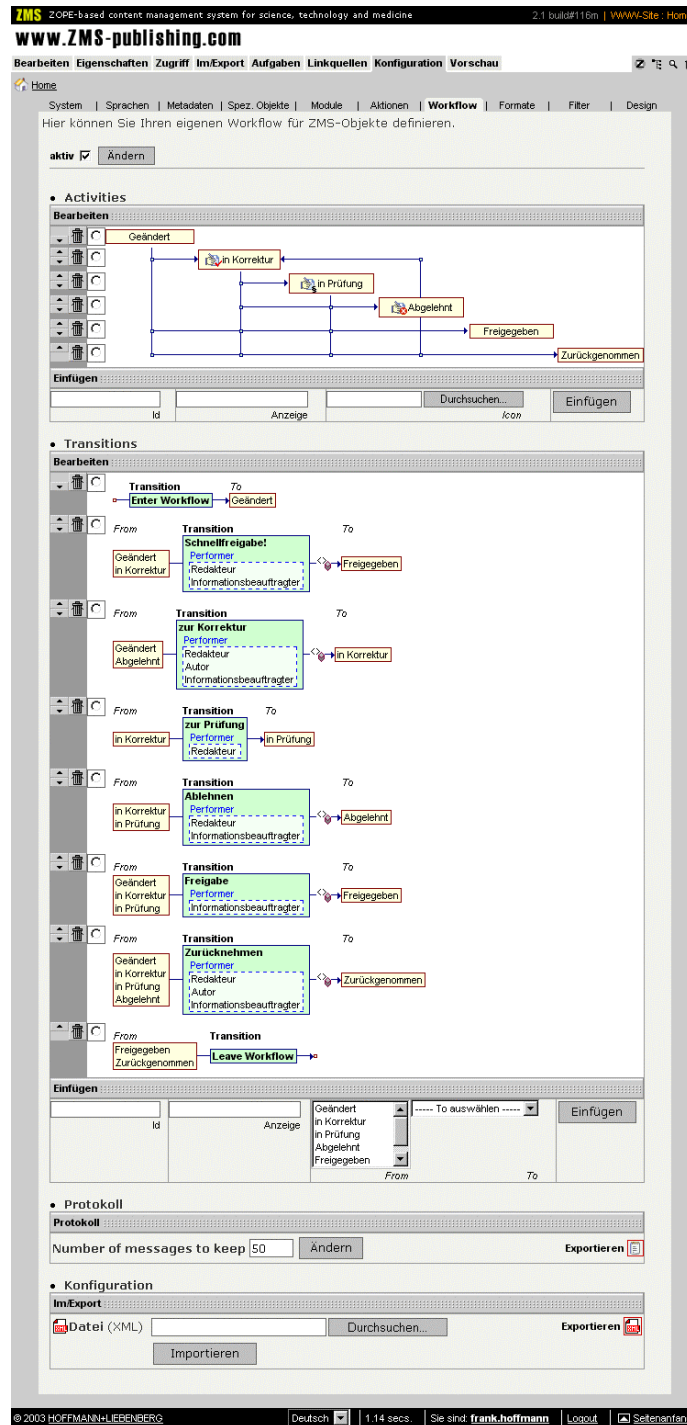 ZMS ZOPE-based content management system for science, technology and medicine 2.1 build#116m | WWW-Site : Hom
www.ZMS-publishing.com
Bearbeiten Eigenschaften Zugriff Im/Export Aufgaben Linkquellen Konfiguration Vorschau
Home
System | Sprachen | Metadaten | Spez. Objekte | Module | Aktionen | Workflow | Formate | Filter | Design
Hier können Sie Ihren eigenen Workflow für ZMS-Objekte definieren.
aktiv Ändern
• Activities
Bearbeiten
Geändert
in Korrektur
in Prüfung
Abgelehnt
Freigegeben
Zurückgenommen
Einfügen
Durchsuchen... Einfügen
Id Anzeige Icon
• Transitions
Bearbeiten
Transition To
Enter Workflow Geändert
From Transition To
Schnellfreigabe!
Geändert Performer
in Korrektur Redakteur Freigegeben
Informationsbeauftragter
From Transition To
zur Korrektur
Performer
Geändert Redakteur in Korrektur
Abgelehnt Autor
Informationsbeauftragter
From Transition To
zur Prüfung
in Korrektur Performer in Prüfung
Redakteur
From Transition To
Ablehnen
in Korrektur Performer
in Prüfung Redakteur Abgelehnt
Informationsbeauftragter
From Transition To
Geändert Freigabe
in Korrektur Performer Freigegeben
in Prüfung Informationsbeauftragter
From Transition To
Zurücknehmen
Geändert Performer
in Korrektur Redakteur Zurückgenommen
in Prüfung Autor
Abgelehnt Informationsbeauftragter
From Transition
Freigegeben Leave Workflow
Zurückgenommen
Einfügen
Geändert ----- To auswählen ----- Einfügen
in Korrektur
in Prüfung
Abgelehnt
Freigegeben
Id Anzeige From To
• Protokoll
Protokoll
Number of messages to keep 50 Ändern Exportieren
• Konfiguration
Im/Export
XML Datei (XML) Durchsuchen... Exportieren XML
Importieren
© 2003 HOFFMANN+LIEBENBERG Deutsch | 1.14 secs. | Sie sind: frank.hoffmann | Logout | Seitenanfan